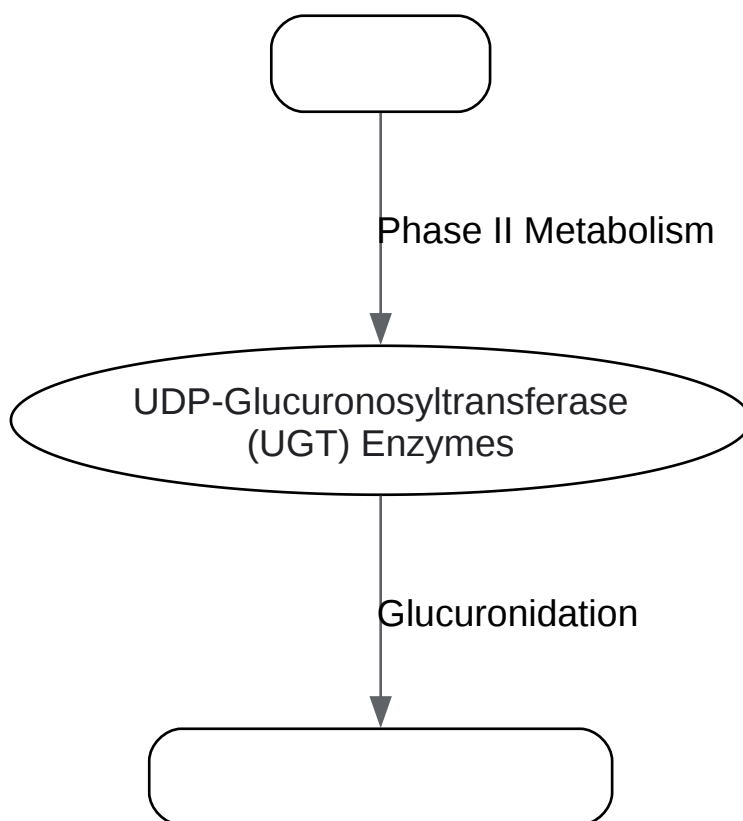 Phase II Metabolism
UDP-Glucuronosyltransferase
(UGT) Enzymes
Glucuronidation